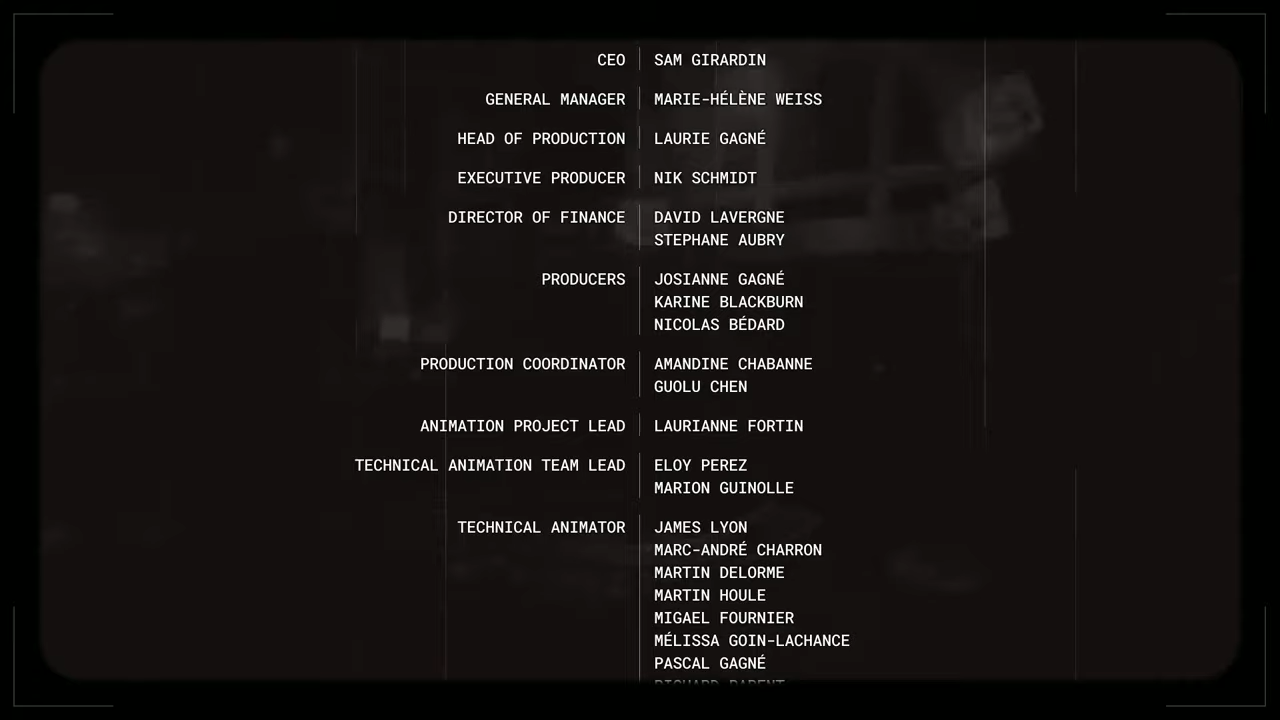 CEO SAM GIRARDIN
GENERAL MANAGER MARIE-HÉLÈNE WEISS
HEAD OF PRODUCTION LAURIE GAGNÉ
EXECUTIVE PRODUCER NIK SCHMIDT
DIRECTOR OF FINANCE DAVID LAVERGNE
STEPHANE AUBRY
PRODUCERS JOSIANNE GAGNÉ
KARINE BLACKBURN
NICOLAS BÉDARD
PRODUCTION COORDINATOR AMANDINE CHABANNE
GUOLU CHEN
ANIMATION PROJECT LEAD LAURIANNE FORTIN
TECHNICAL ANIMATION TEAM LEAD ELOY PEREZ
MARION GUINOLLE
TECHNICAL ANIMATOR JAMES LYON
MARC-ANDRÉ CHARRON
MARTIN DELORME
MARTIN HOULE
MIGAEL FOURNIER
MÉLISSA GOIN-LACHANCE
PASCAL GAGNÉ